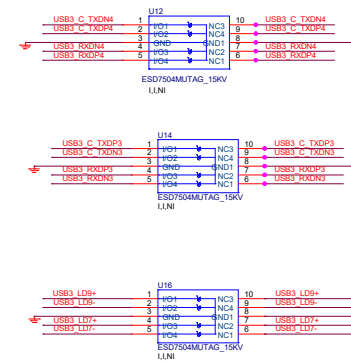 U12
USB3_C_TXDN4 1 I/O1 NC3 10 USB3_C_TXDN4
USB3_C_TXDP4 2 I/O2 NC4 9 USB3_C_TXDP4
3 GND GND1 8
USB3_RXDN4 4 I/O3 NC2 7 USB3_RXDN4
USB3_RXDP4 5 I/O4 NC1 6 USB3_RXDP4
ESD7504MUTAG_15KV
I,I,NI
U14
USB3_C_TXDP3 1 I/O1 NC3 10 USB3_C_TXDP3
USB3_C_TXDN3 2 I/O2 NC4 9 USB3_C_TXDN3
3 GND GND1 8
USB3_RXDP3 4 I/O3 NC2 7 USB3_RXDP3
USB3_RXDN3 5 I/O4 NC1 6 USB3_RXDN3
ESD7504MUTAG_15KV
I,I,NI
U16
USB3_LD9+ 1 I/O1 NC3 10 USB3_LD9+
USB3_LD9- 2 I/O2 NC4 9 USB3_LD9-
3 GND GND1 8
USB3_LD7+ 4 I/O3 NC2 7 USB3_LD7+
USB3_LD7- 5 I/O4 NC1 6 USB3_LD7-
ESD7504MUTAG_15KV
I,I,NI